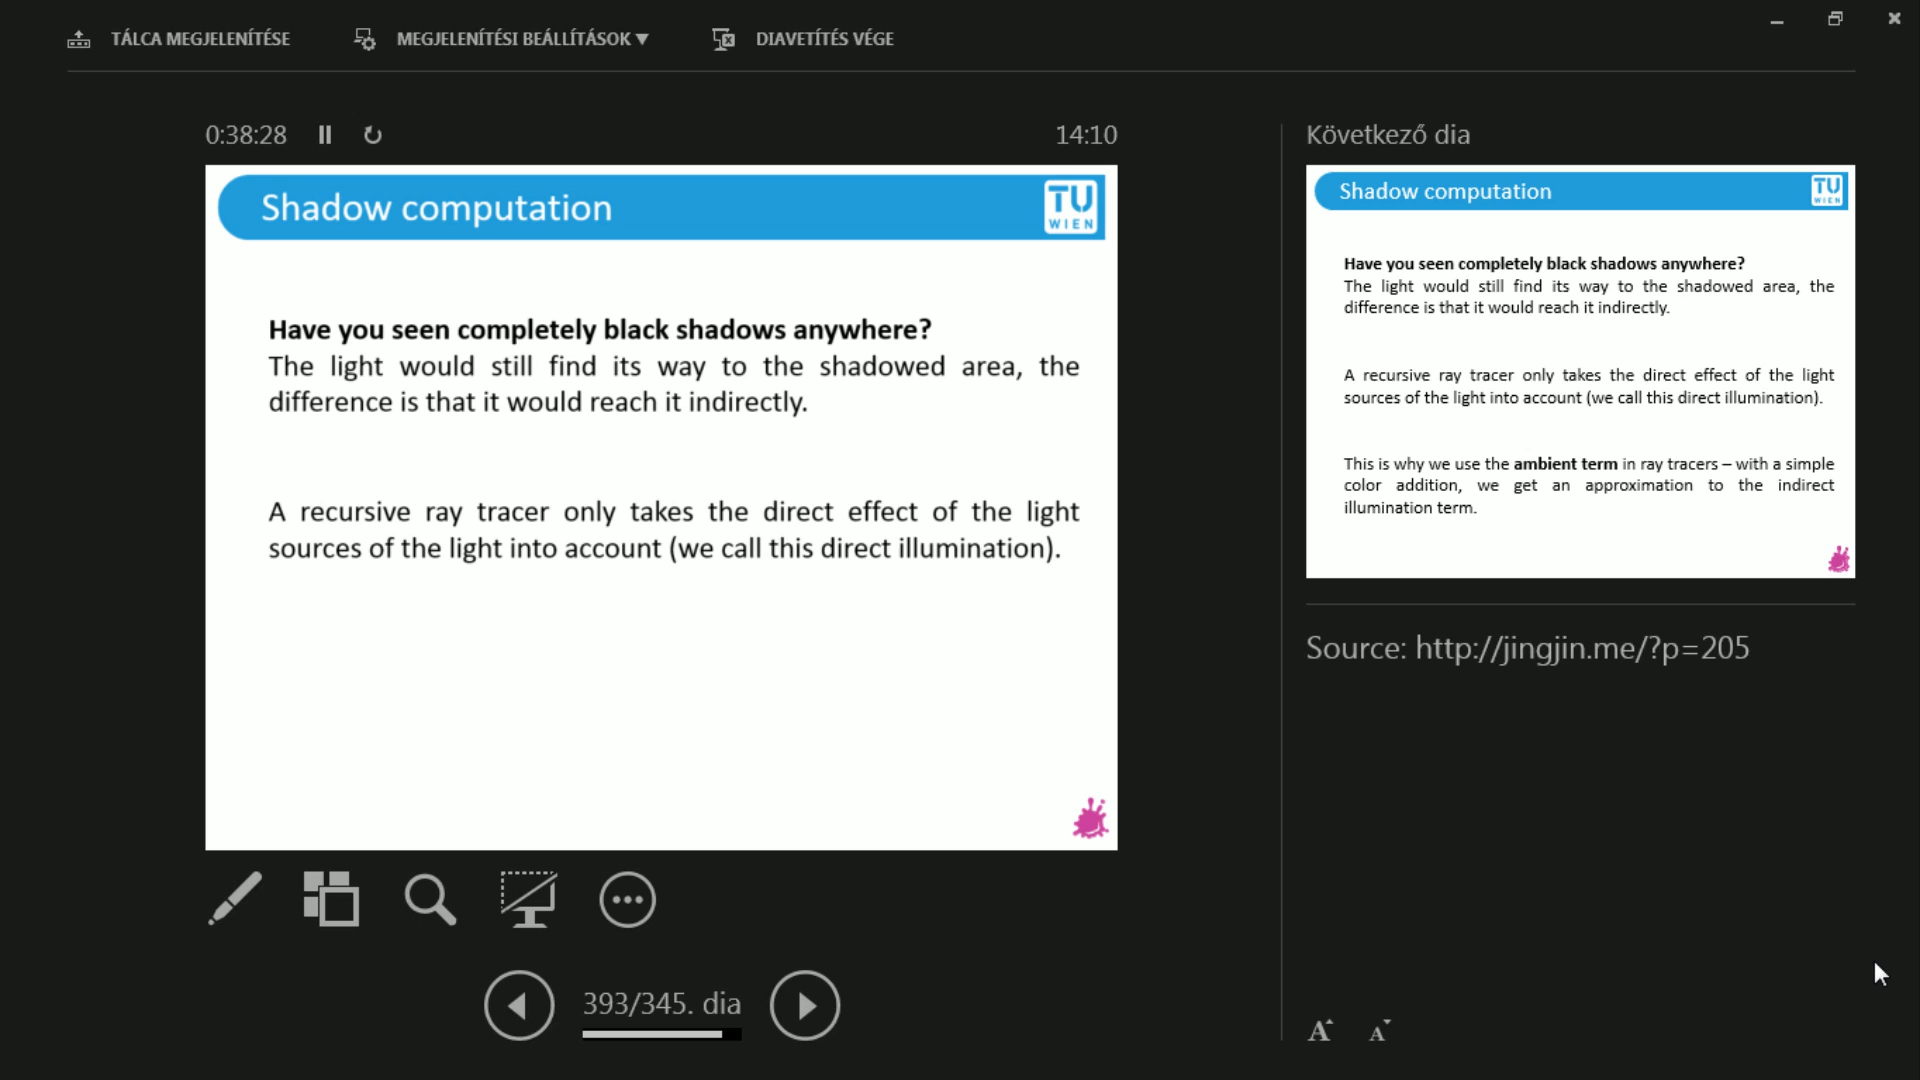 TÁLCA MEGJELENÍTÉSE
MEGJELENÍTÉSI BEÁLLÍTÁSOK
DIAVETÍTÉS VÉGE
0:38:28
14:10
Shadow computation
TU
WIEN
Have you seen completely black shadows anywhere?
The light would still find its way to the shadowed area, the
difference is that it would reach it indirectly.
A recursive ray tracer only takes the direct effect of the light
sources of the light into account (we call this direct illumination).
393/345. dia
Következő dia
Shadow computation
TU
WIEN
Have you seen completely black shadows anywhere?
The light would still find its way to the shadowed area, the
difference is that it would reach it indirectly.
A recursive ray tracer only takes the direct effect of the light
sources of the light into account (we call this direct illumination).
This is why we use the ambient term in ray tracers – with a simple
color addition, we get an approximation to the indirect
illumination term.
Source: http://jingjin.me/?p=205
A A